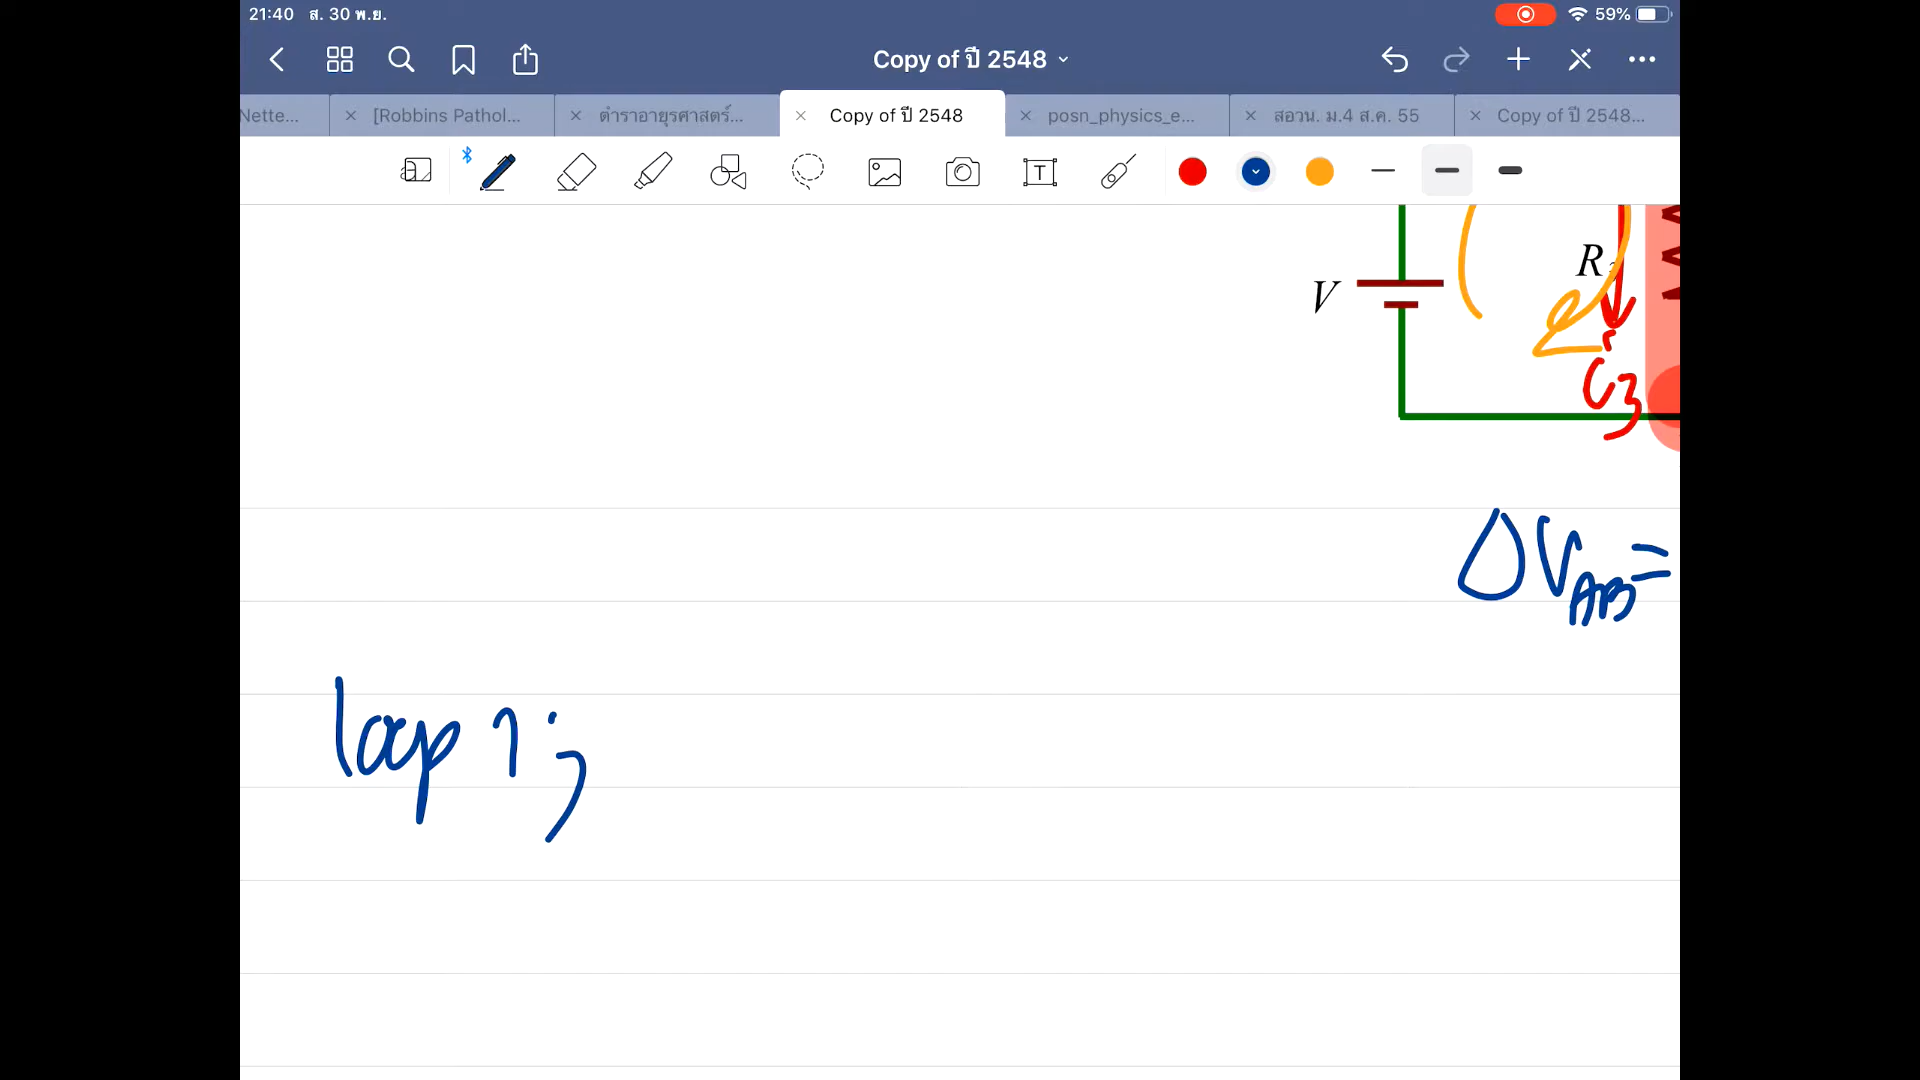 21:40 ส. 30 พ.ย. 59%
Copy of ปี 2548
Nette... [Robbins Pathol... ตำราอายุรศาสตร์... Copy of ปี 2548 posn_physics_e... สอวน. ม.4 ส.ค. 55 Copy of ปี 2548...
T
R
V
i3
ΔV_AB =
loop 1;